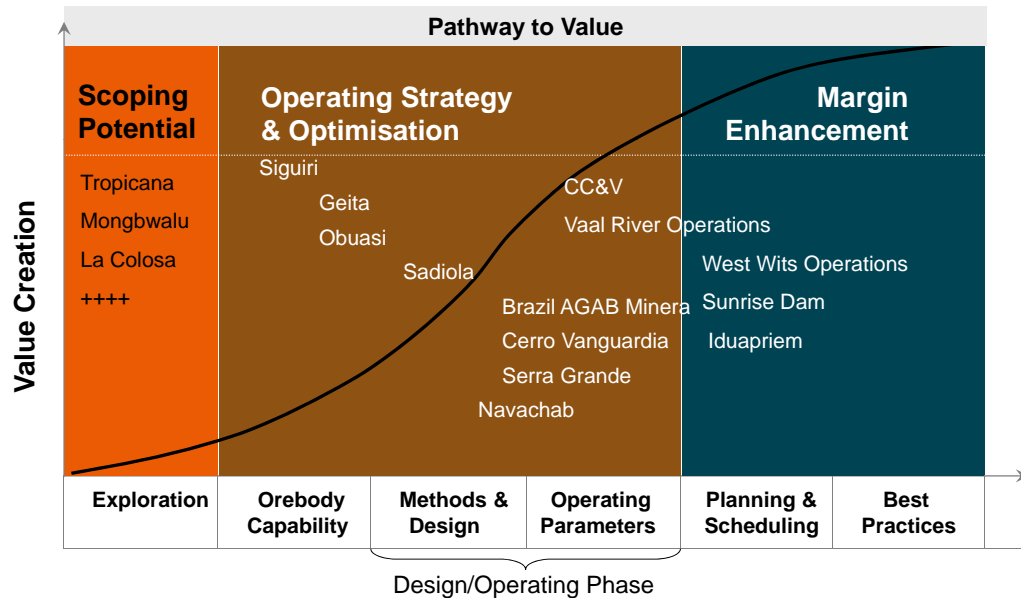 Pathway to Value
Scoping
Potential
Operating Strategy
& Optimisation
Margin
Enhancement
Value Creation
Tropicana
Mongbwalu
La Colosa
++++
Siguiri
Geita
Obuasi
Sadiola
CC&V
Vaal River Operations
Brazil AGAB Minera
Cerro Vanguardia
Serra Grande
Navachab
West Wits Operations
Sunrise Dam
Iduapriem
Exploration
Orebody
Capability
Methods &
Design
Operating
Parameters
Planning &
Scheduling
Best
Practices
Design/Operating Phase